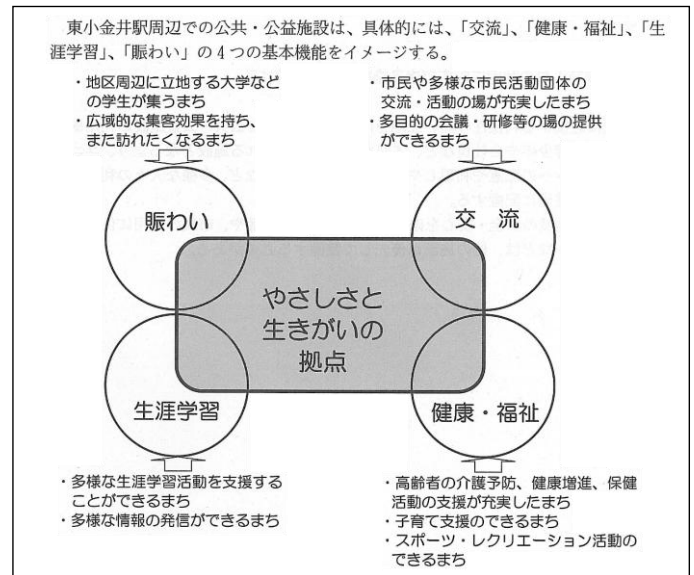 東小金井駅周辺での公共・公益施設は、具体的には、「交流」、「健康・福祉」、「生
涯学習」、「賑わい」の4つの基本機能をイメージする。
・地区周辺に立地する大学など
の学生が集うまち
・広域的な集客効果を持ち、
また訪れたくなるまち
・市民や多様な市民活動団体の
交流・活動の場が充実したまち
・多目的の会議・研修等の場の提供
ができるまち
賑わい
交 流
やさしさと
生きがいの
拠点
生涯学習
健康・福祉
・多様な生涯学習活動を支援する
ことができるまち
・多様な情報の発信ができるまち
・高齢者の介護予防、健康増進、保健
活動の支援が充実したまち
・子育て支援のできるまち
・スポーツ・レクリエーション活動の
できるまち